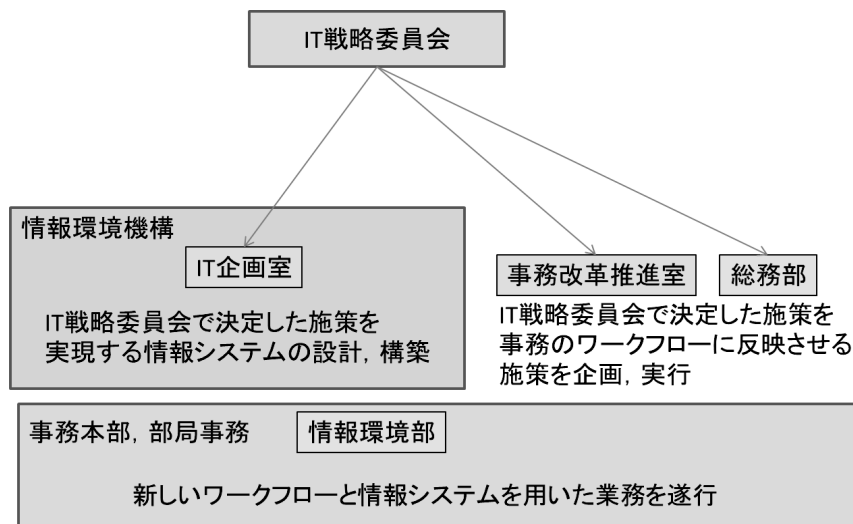 IT戦略委員会
情報環境機構
IT企画室
IT戦略委員会で決定した施策を
実現する情報システムの設計，構築
事務改革推進室
総務部
IT戦略委員会で決定した施策を
事務のワークフローに反映させる
施策を企画，実行
事務本部，部局事務
情報環境部
新しいワークフローと情報システムを用いた業務を遂行